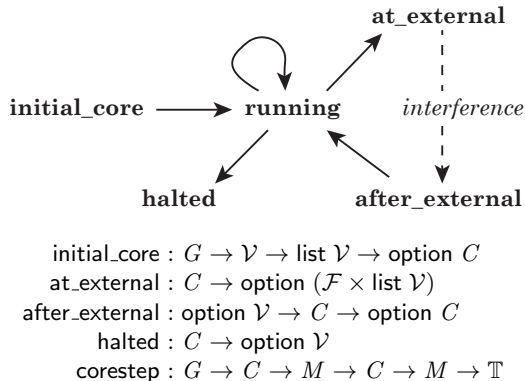 at_external
initial_core running interference
halted after_external
initial_core : G → 𝒱 → list 𝒱 → option C
at_external : C → option (ℱ × list 𝒱)
after_external : option 𝒱 → C → option C
halted : C → option 𝒱
corestep : G → C → M → C → M → 𝕋